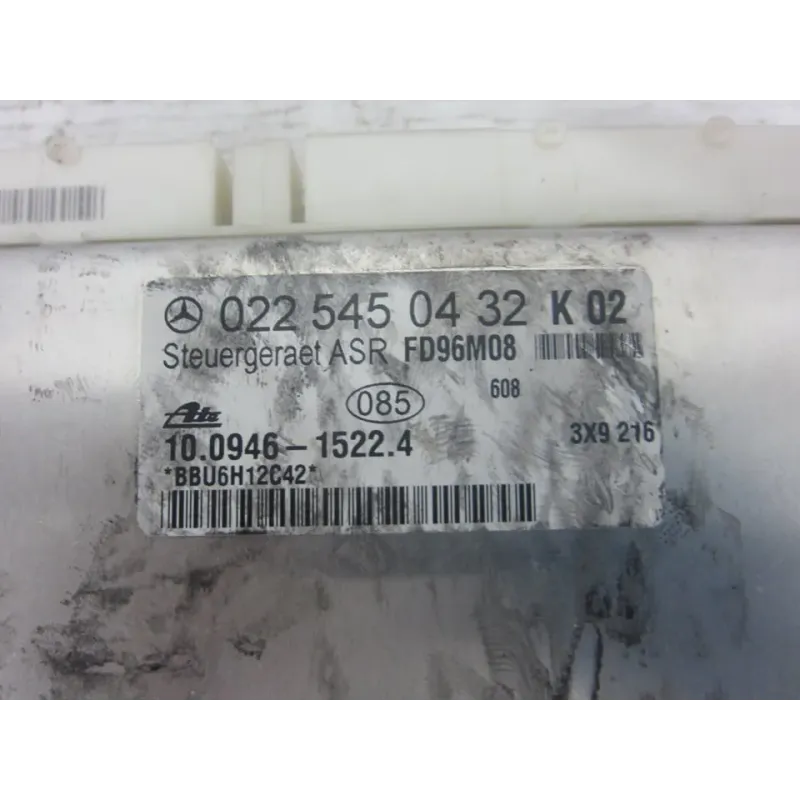 022 545 04 32 K 02
Steuergeraet ASR FD96M08
608
085
Ate
10.0946-1522.4
3X9 216
*BBU6H12C42*